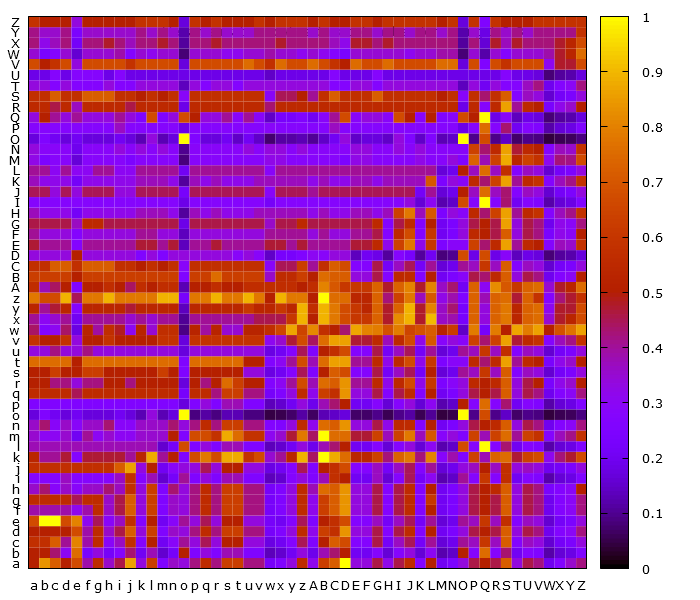 Z
Y
X
W
V
U
T
S
R
Q
P
O
N
M
L
K
J
I
H
G
F
E
D
C
B
A
z
y
x
w
v
u
t
s
r
q
p
o
n
m
l
k
j
i
h
g
f
e
d
c
b
a
a b c d e f g h i j k l m n o p q r s t u v w x y z A B C D E F G H I J K L M N O P Q R S T U V W X Y Z
1
0.9
0.8
0.7
0.6
0.5
0.4
0.3
0.2
0.1
0